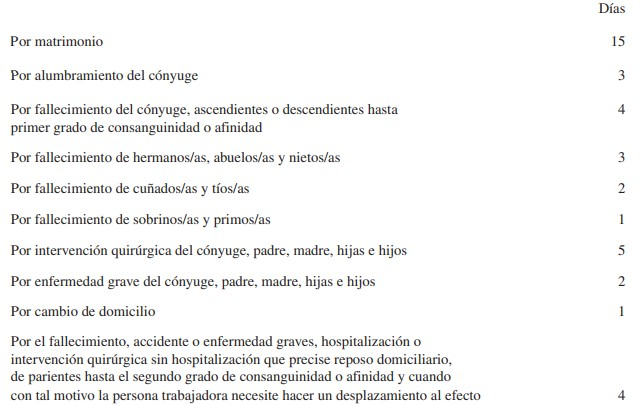 Días
Por matrimonio 15
Por alumbramiento del cónyuge 3
Por fallecimiento del cónyuge, ascendientes o descendientes hasta
primer grado de consanguinidad o afinidad 4
Por fallecimiento de hermanos/as, abuelos/as y nietos/as 3
Por fallecimiento de cuñados/as y tíos/as 2
Por fallecimiento de sobrinos/as y primos/as 1
Por intervención quirúrgica del cónyuge, padre, madre, hijas e hijos 5
Por enfermedad grave del cónyuge, padre, madre, hijas e hijos 2
Por cambio de domicilio 1
Por el fallecimiento, accidente o enfermedad graves, hospitalización o
intervención quirúrgica sin hospitalización que precise reposo domiciliario,
de parientes hasta el segundo grado de consanguinidad o afinidad y cuando
con tal motivo la persona trabajadora necesite hacer un desplazamiento al efecto 4